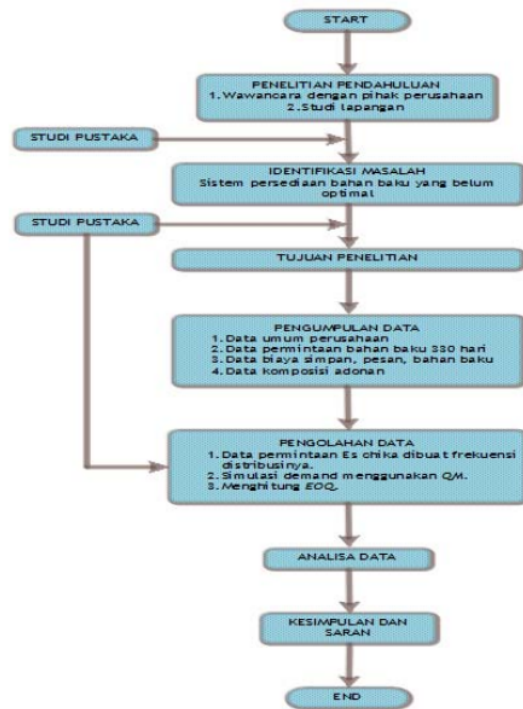 START
PENELITIAN PENDAHULUAN
1.Wawancara dengan pihak perusahaan
2.Studi lapangan
STUDI PUSTAKA
IDENTIFIKASI MASALAH
Sistem persediaan bahan baku yang belum
optimal
STUDI PUSTAKA
TUJUAN PENELITIAN
PENGUMPULAN DATA
1.Data umum perusahaan
2.Data permintaan bahan baku 330 hari
3.Data biaya simpan, pesan, bahan baku
4.Data komposisi adonan
PENGOLAHAN DATA
1.Data permintaan Es chika dibuat frekuensi
distribusinya.
2.Simulasi demand menggunakan QM.
3.Menghitung EOQ.
ANALISA DATA
KESIMPULAN DAN
SARAN
END